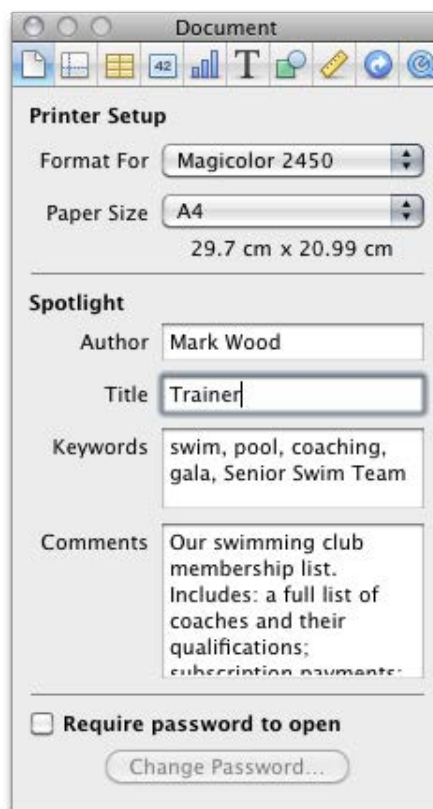 Document
42
T
Printer Setup
Format For Magicolor 2450
Paper Size A4
29.7 cm x 20.99 cm
Spotlight
Author Mark Wood
Title Trainer
Keywords swim, pool, coaching,
gala, Senior Swim Team
Comments Our swimming club
membership list.
Includes: a full list of
coaches and their
qualifications;
subscription payments;
Require password to open
Change Password...